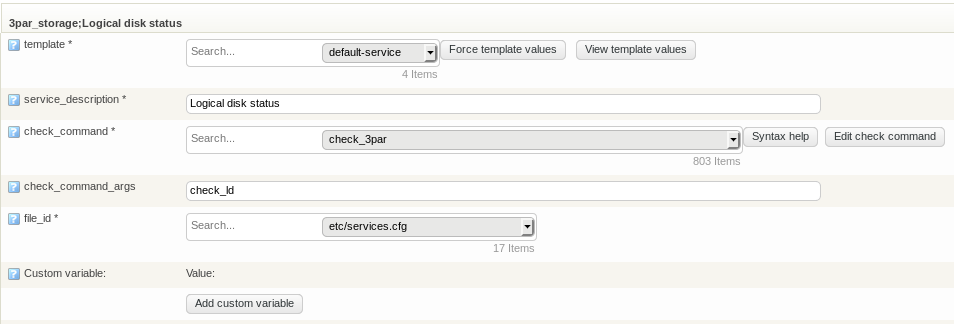 3par_storage;Logical disk status
? template * Search... default-service Force template values View template values
4 Items
? service_description * Logical disk status
? check_command * Search... check_3par Syntax help Edit check command
803 Items
? check_command_args check_ld
? file_id * Search... etc/services.cfg
17 Items
? Custom variable: Value:
Add custom variable